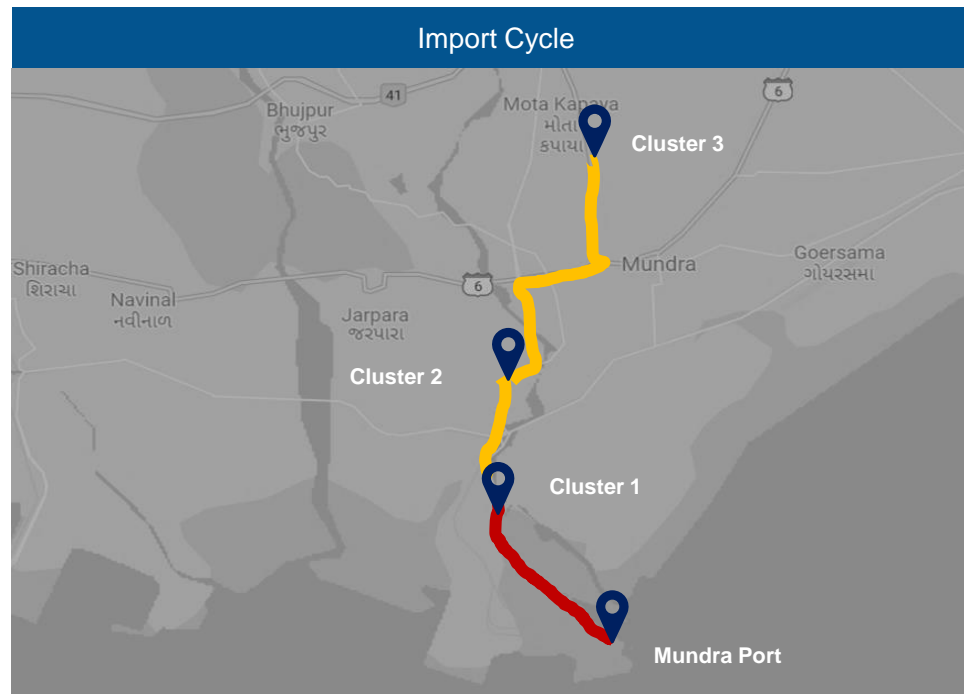 Import Cycle
41
Bhujpur
ભુજપુર
Mota Kapaya
મોટા
કપાયા
6
Cluster 3
Shiracha
શિરાચા
Navinal
નવીનાળ
6
Mundra
Goersama
ગોયરસમા
Jarpara
જરપારા
Cluster 2
Cluster 1
Mundra Port